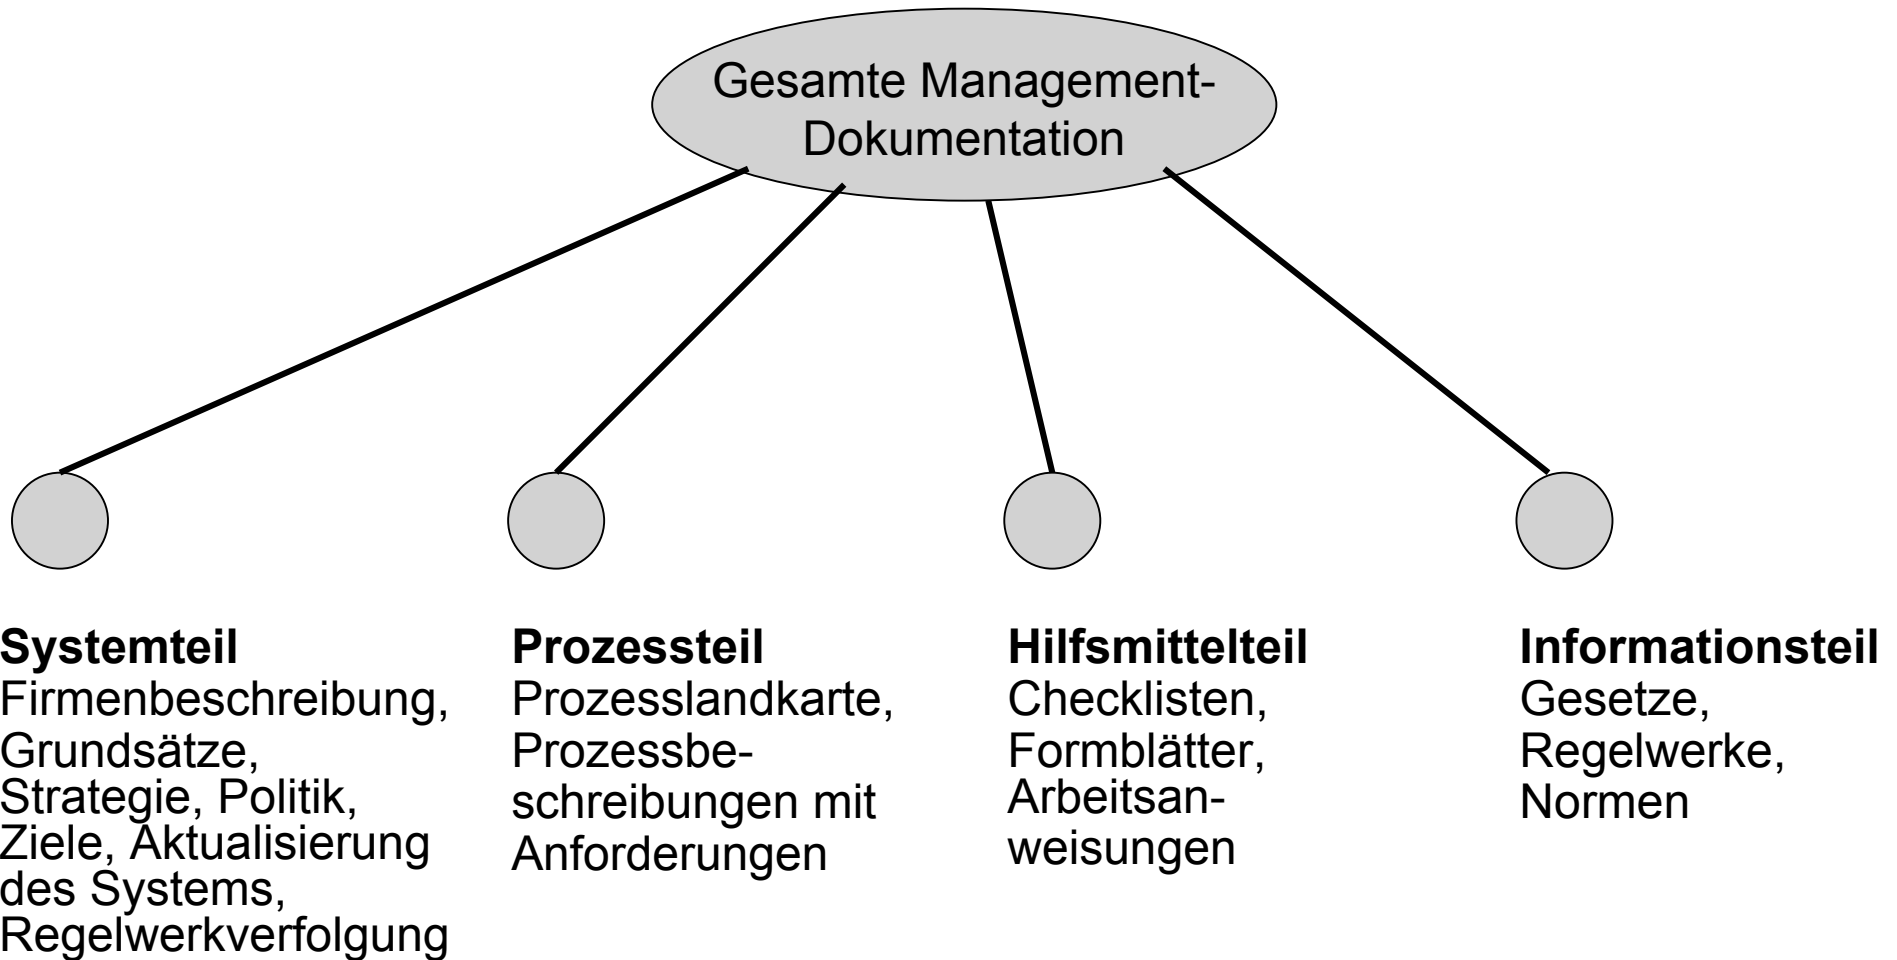 Gesamte Management-
Dokumentation
Systemteil
Firmenbeschreibung,
Grundsätze,
Strategie, Politik,
Ziele, Aktualisierung
des Systems,
Regelwerkverfolgung
Prozessteil
Prozesslandkarte,
Prozessbe-
schreibungen mit
Anforderungen
Hilfsmittelteil
Checklisten,
Formblätter,
Arbeitsan-
weisungen
Informationsteil
Gesetze,
Regelwerke,
Normen